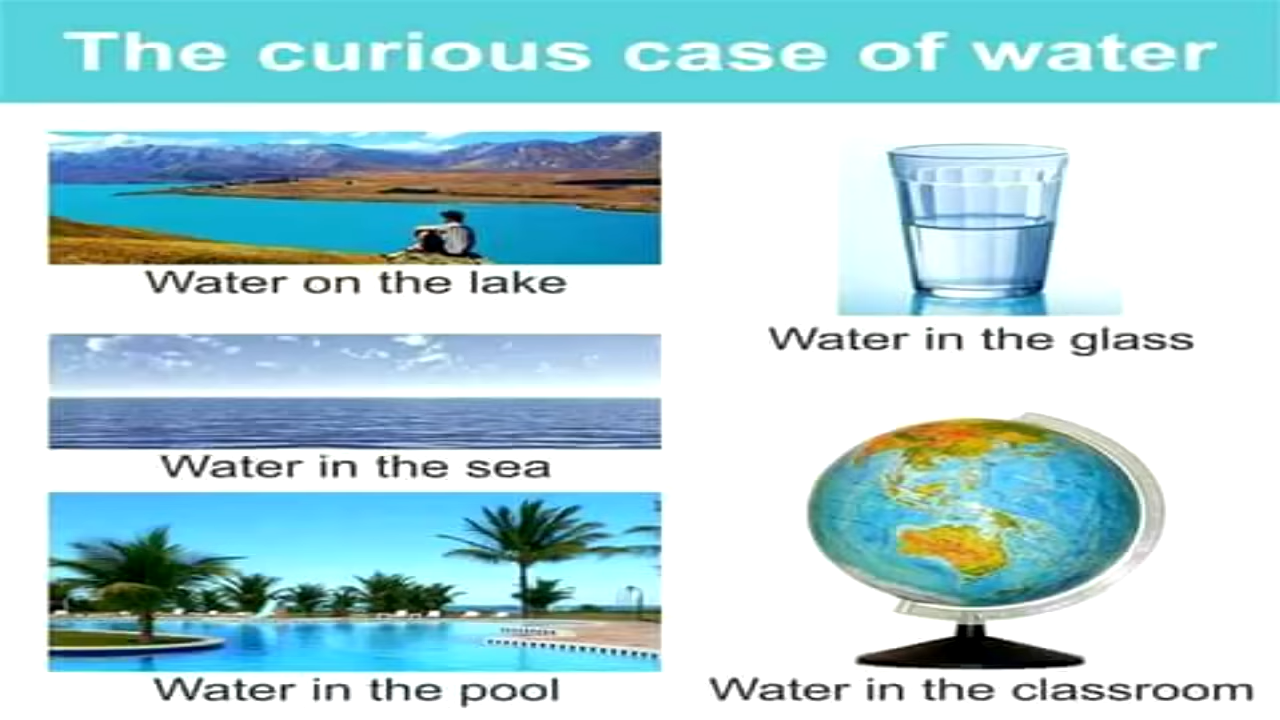 The curious case of water
Water on the lake
Water in the sea
Water in the pool
Water in the glass
Water in the classroom